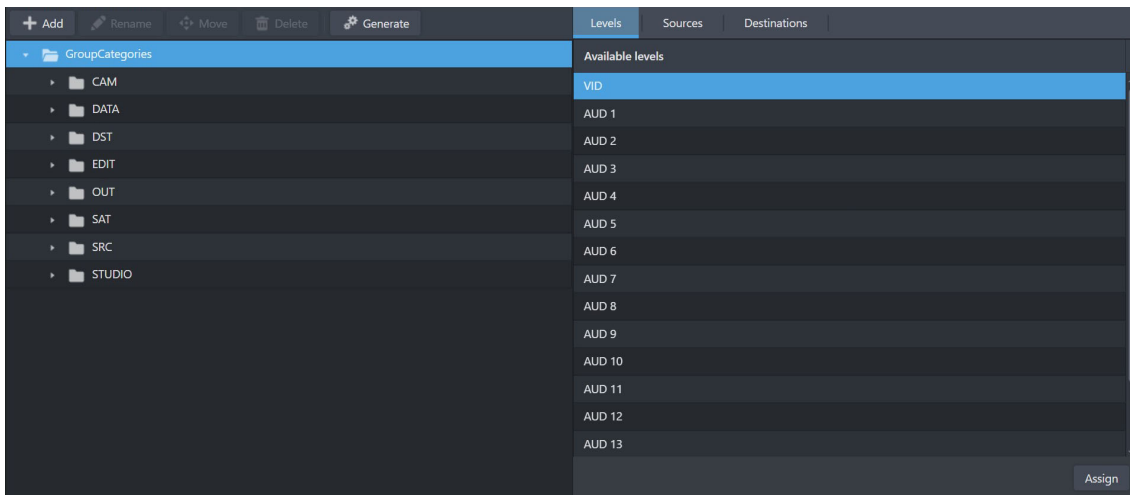 Add Rename Move Delete Generate
GroupCategories
CAM
DATA
DST
EDIT
OUT
SAT
SRC
STUDIO
Levels Sources Destinations
Available levels
VID
AUD 1
AUD 2
AUD 3
AUD 4
AUD 5
AUD 6
AUD 7
AUD 8
AUD 9
AUD 10
AUD 11
AUD 12
AUD 13
Assign